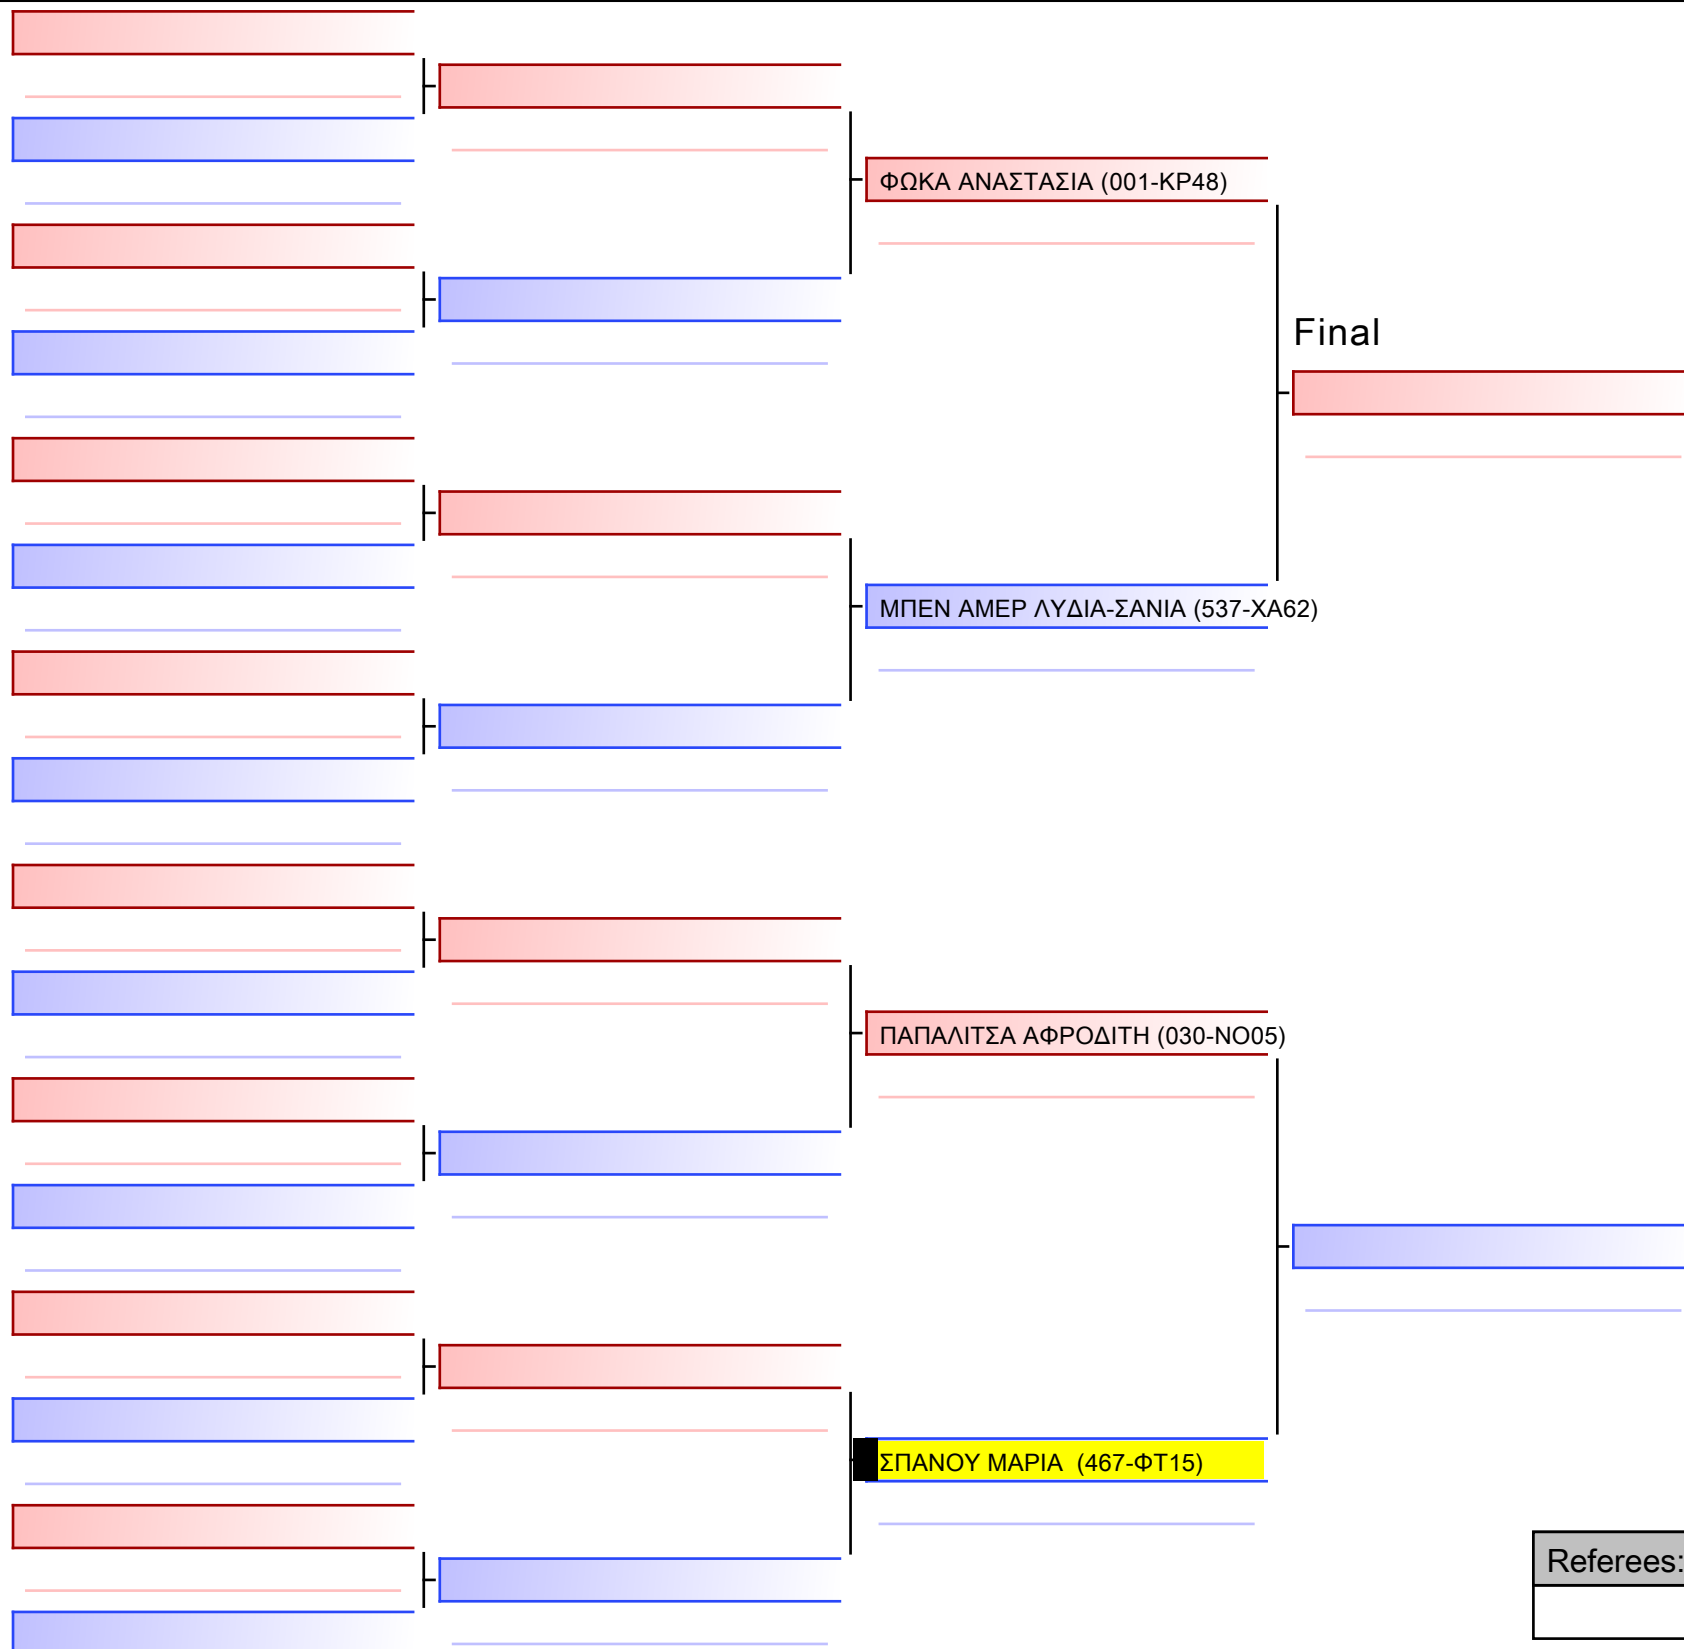 ΦΩΚΑ ΑΝΑΣΤΑΣΙΑ (001-ΚΡ48)
Final
ΜΠΕΝ ΑΜΕΡ ΛΥΔΙΑ-ΣΑΝΙΑ (537-ΧΑ62)
ΠΑΠΑΛΙΤΣΑ ΑΦΡΟΔΙΤΗ (030-ΝΟ05)
ΣΠΑΝΟΥ ΜΑΡΙΑ  (467-ΦΤ15)
Referees: